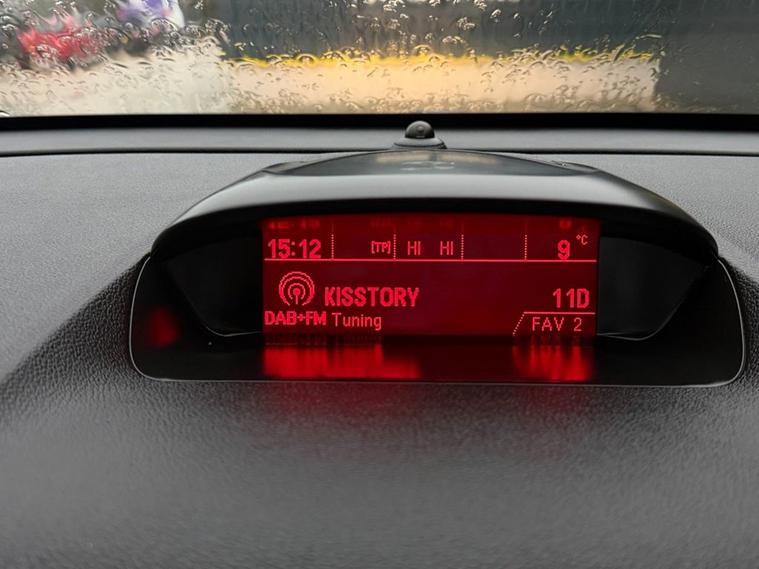 15:12 [TP] HI HI 9 °C
KISSTORY 11D
DAB+FM Tuning FAV 2